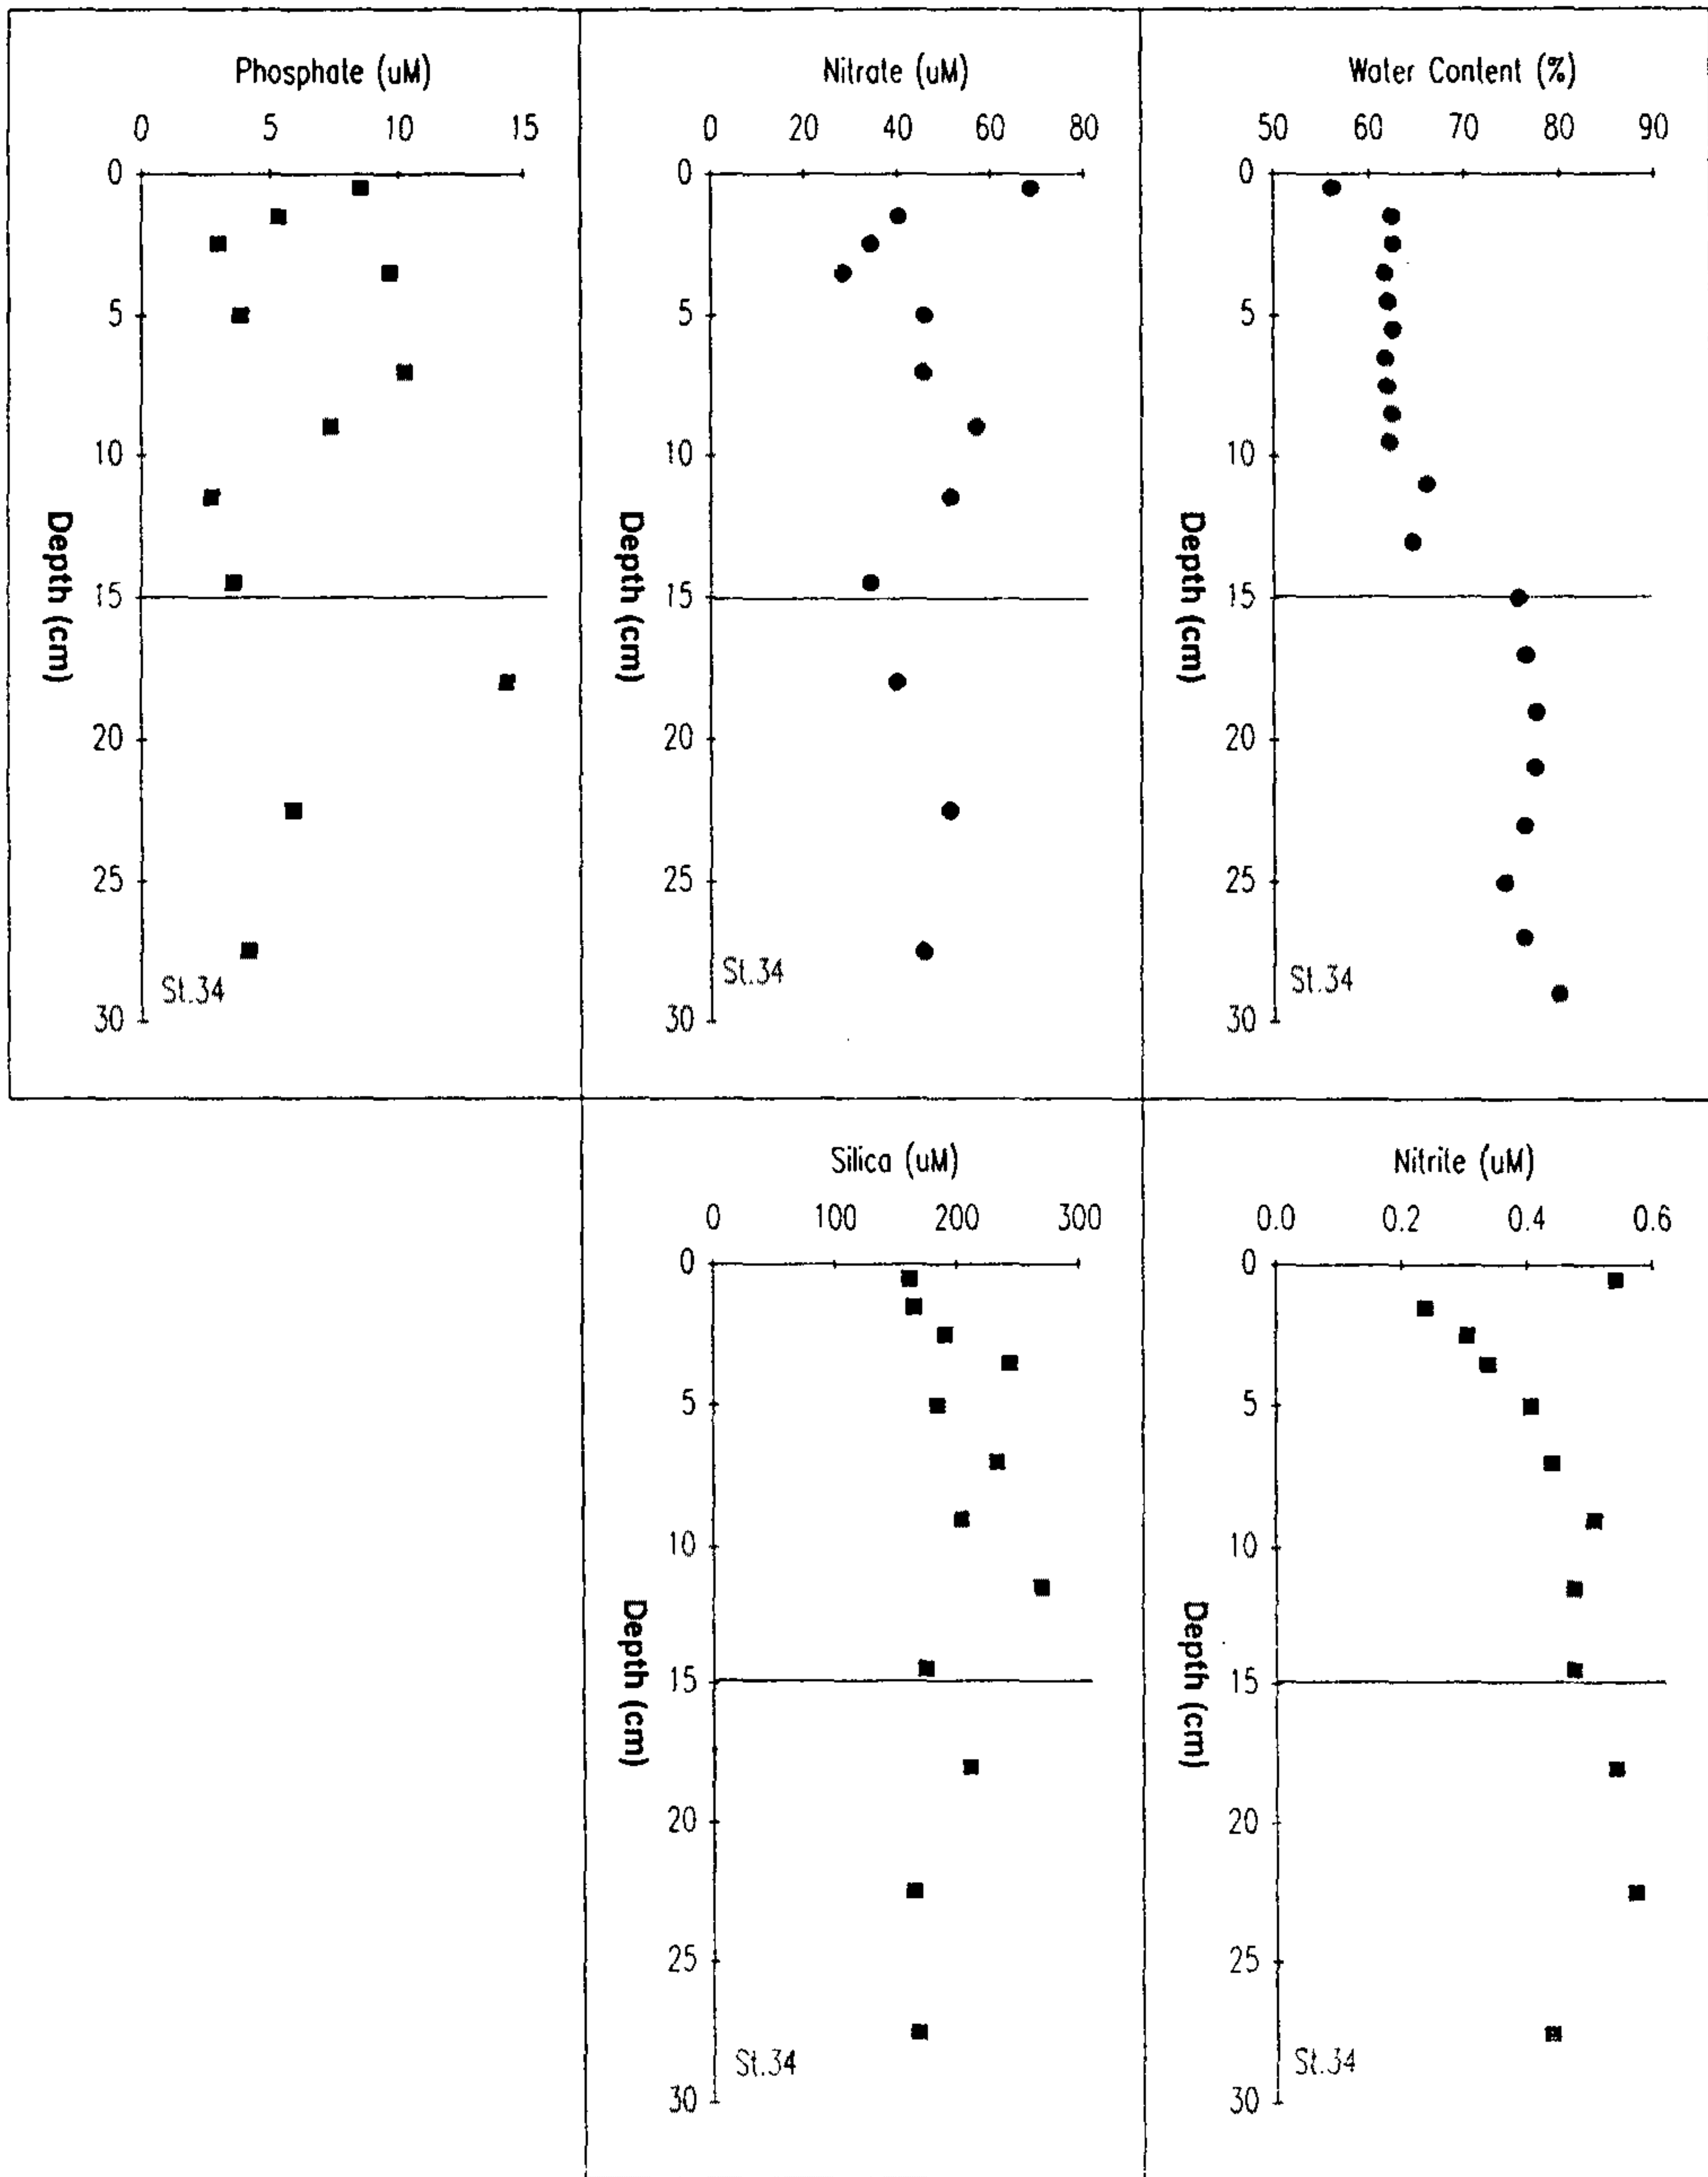 Phosphate (uM)
0 5 10 15
0
5
10
15
20
25
30
Depth (cm)
St.34
Nitrate (uM)
0 20 40 60 80
0
5
10
15
20
25
30
Depth (cm)
St.34
Water Content (%)
50 60 70 80 90
0
5
10
15
20
25
30
Depth (cm)
St.34
Silica (uM)
0 100 200 300
0
5
10
15
20
25
30
Depth (cm)
St.34
Nitrite (uM)
0.0 0.2 0.4 0.6
0
5
10
15
20
25
30
Depth (cm)
St.34